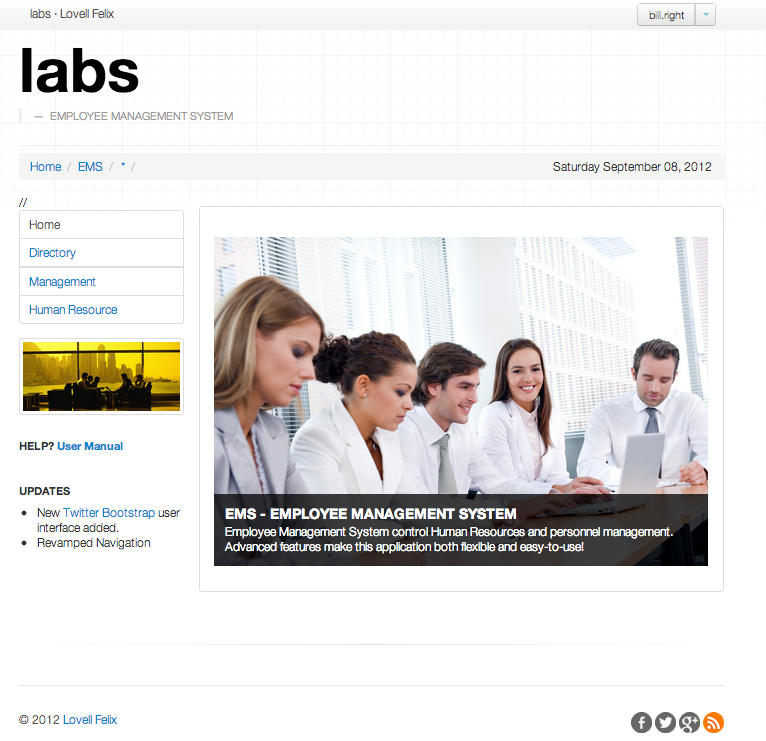 labs · Lovell Felix
bill.right
labs
— EMPLOYEE MANAGEMENT SYSTEM
Home / EMS / * /
Saturday September 08, 2012
//
Home
Directory
Management
Human Resource
HELP? User Manual
UPDATES
• New Twitter Bootstrap user
interface added.
• Revamped Navigation
EMS - EMPLOYEE MANAGEMENT SYSTEM
Employee Management System control Human Resources and personnel management.
Advanced features make this application both flexible and easy-to-use!
© 2012 Lovell Felix